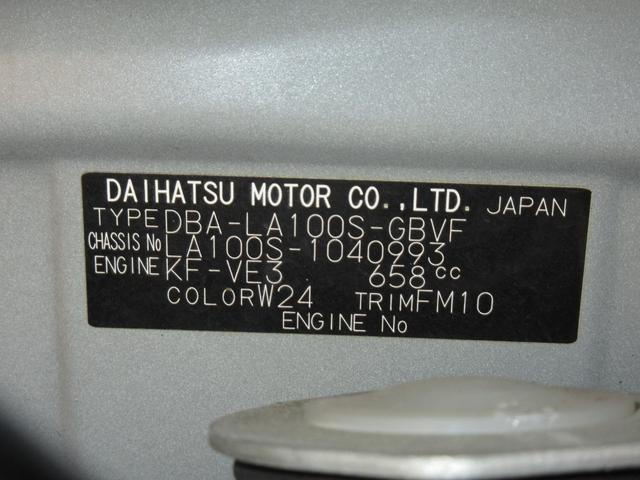 DAIHATSU MOTOR CO.,LTD. JAPAN
TYPE DBA-LA100S-GBVF
CHASSIS No LA100S-1040993
ENGINE KF-VE3 658cc
COLOR W24 TRIM FM10
ENGINE No